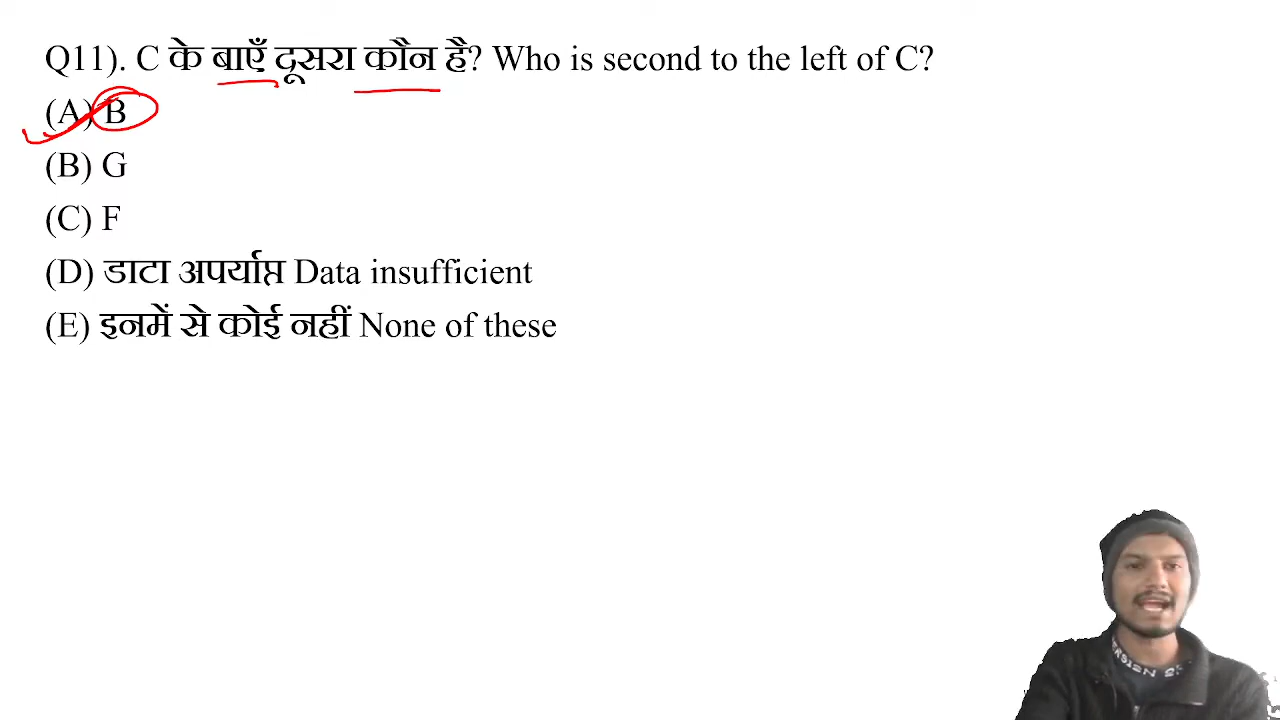 Q11). C के बाएँ दूसरा कौन है? Who is second to the left of C?
(A) B
(B) G
(C) F
(D) डाटा अपर्याप्त Data insufficient
(E) इनमें से कोई नहीं None of these